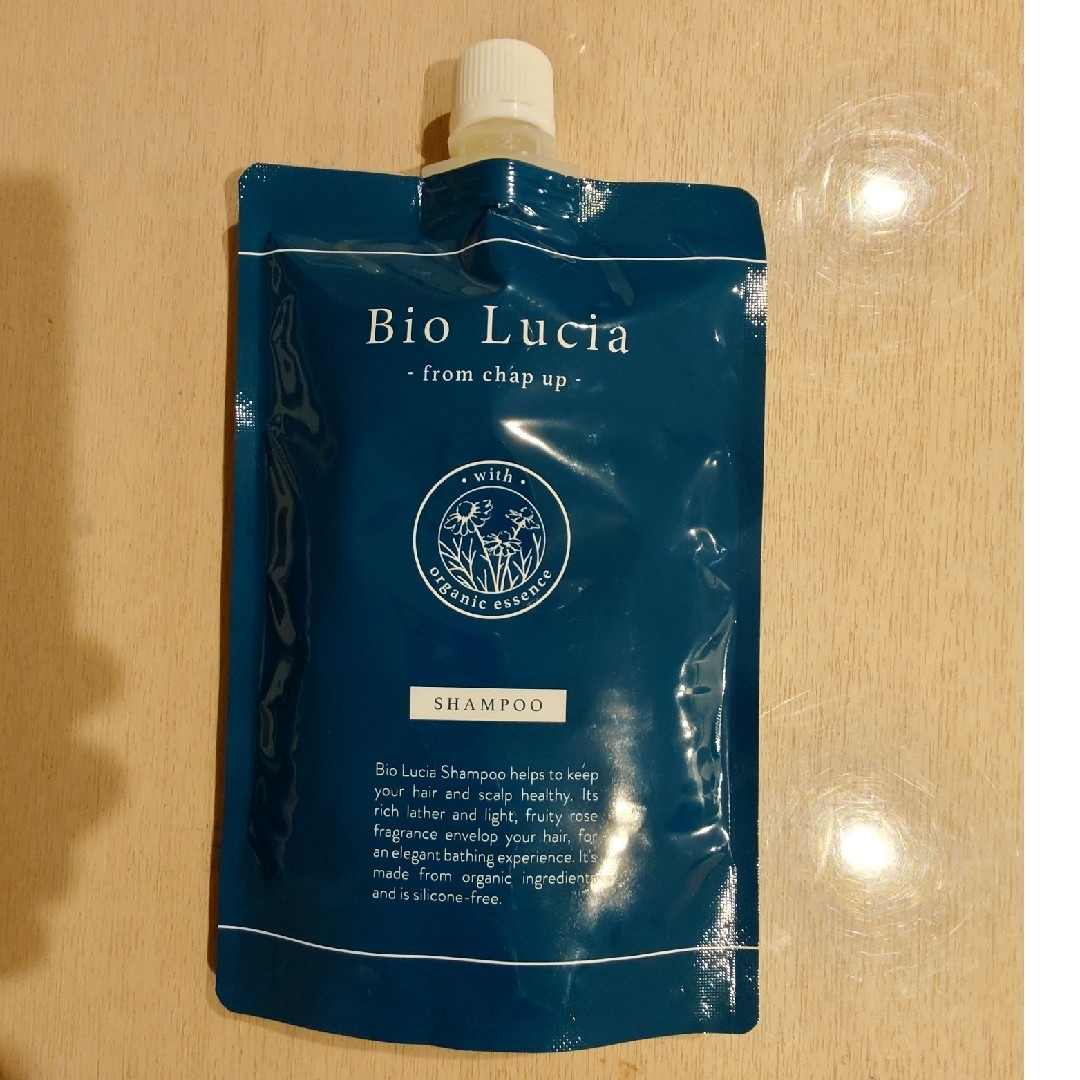 Bio Lucia
- from chap up -
• with •
organic essence
SHAMPOO
Bio Lucia Shampoo helps to keep
your hair and scalp healthy. Its
rich lather and light, fruity rose
fragrance envelop your hair, for
an elegant bathing experience. It's
made from organic ingredients
and is silicone-free.